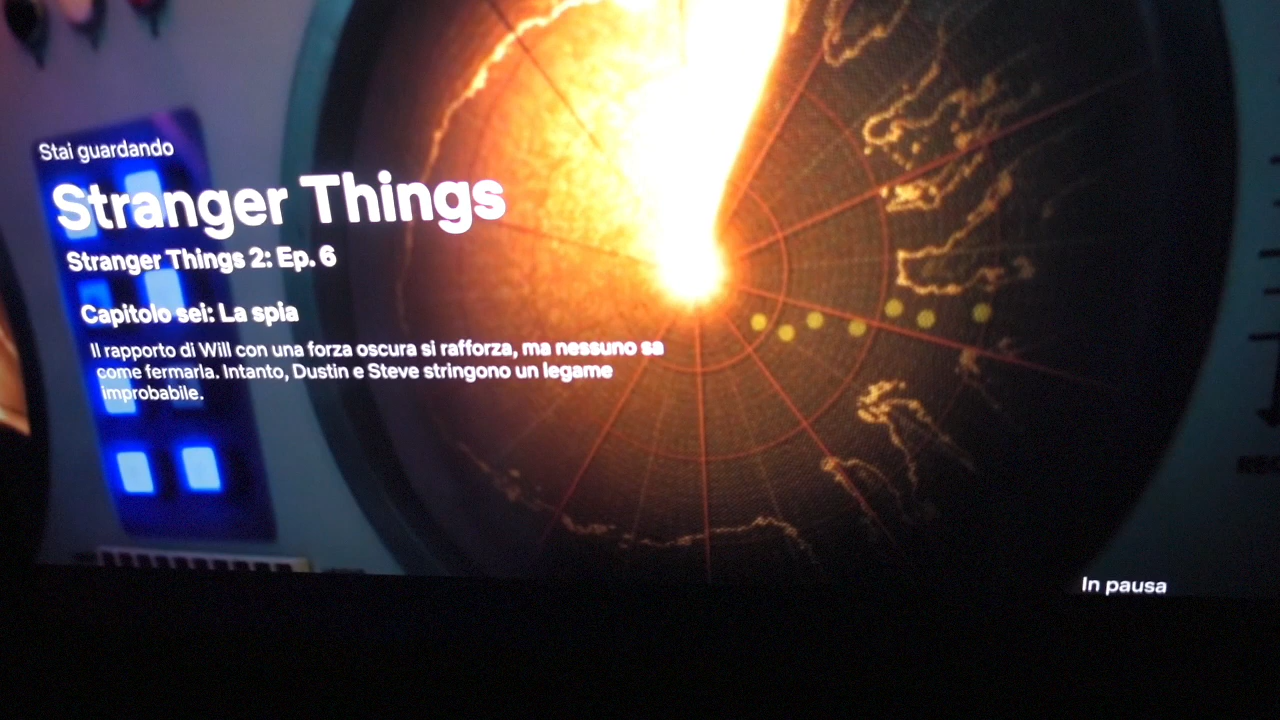 Stai guardando
Stranger Things
Stranger Things 2: Ep. 6
Capitolo sei: La spia
Il rapporto di Will con una forza oscura si rafforza, ma nessuno sa
come fermarla. Intanto, Dustin e Steve stringono un legame
improbabile.
In pausa